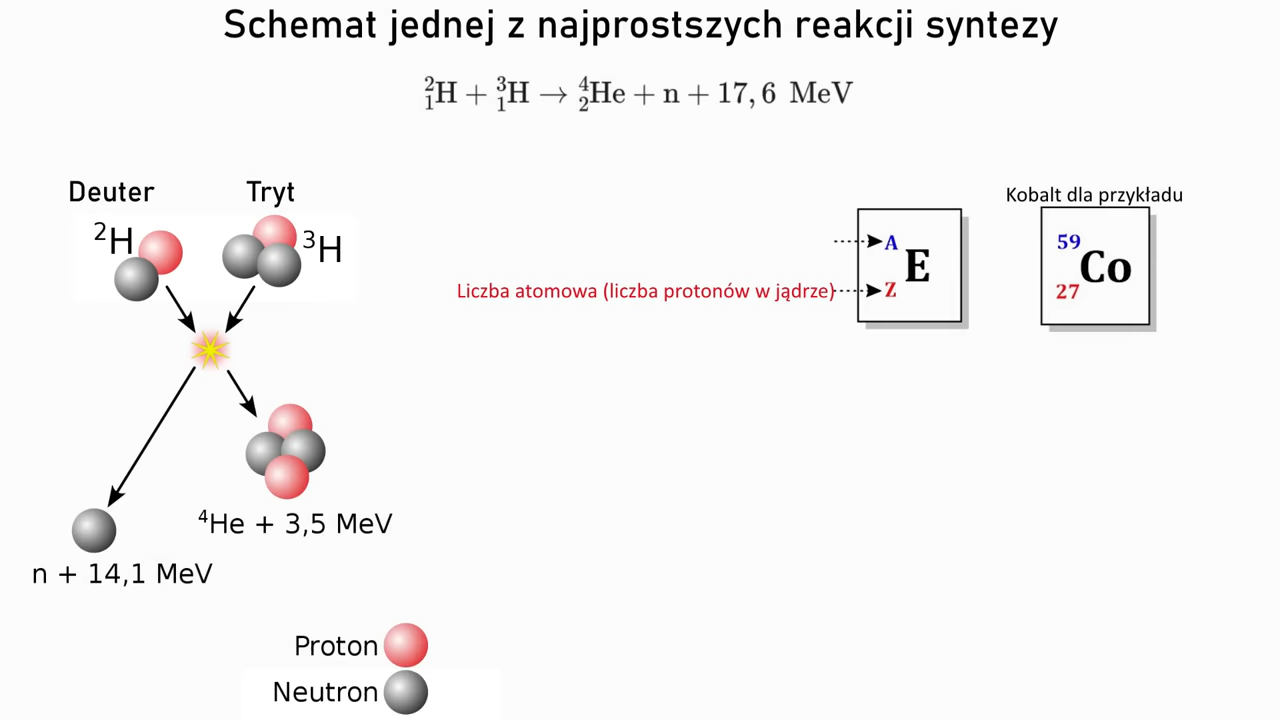 Schemat jednej z najprostszych reakcji syntezy
²₁H + ³₁H → ⁴₂He + n + 17,6 MeV
Deuter
Tryt
²H
³H
Kobalt dla przykładu
A
E
Z
59
Co
27
Liczba atomowa (liczba protonów w jądrze)
⁴He + 3,5 MeV
n + 14,1 MeV
Proton
Neutron